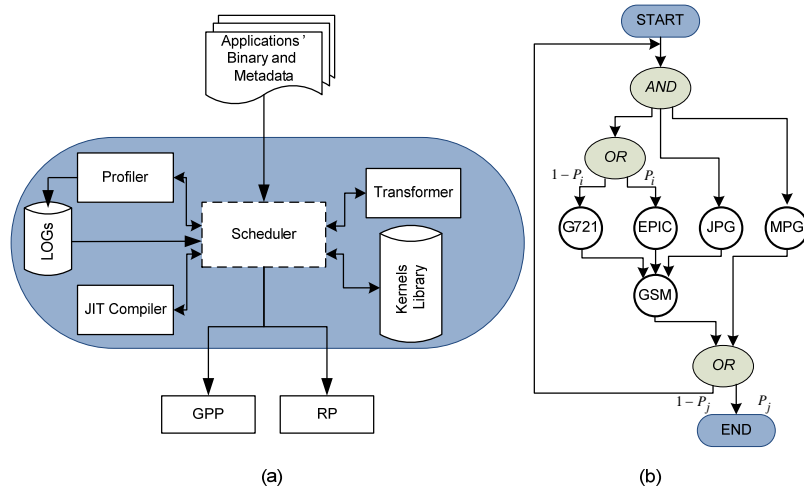 Applications ’
Binary and
Metadata
Profiler
LOGs
Scheduler
Transformer
JIT Compiler
Kernels
Library
GPP
RP
(a)
START
AND
OR
1 − P_i
P_i
G721
EPIC
JPG
MPG
GSM
OR
1 − P_j
P_j
END
(b)